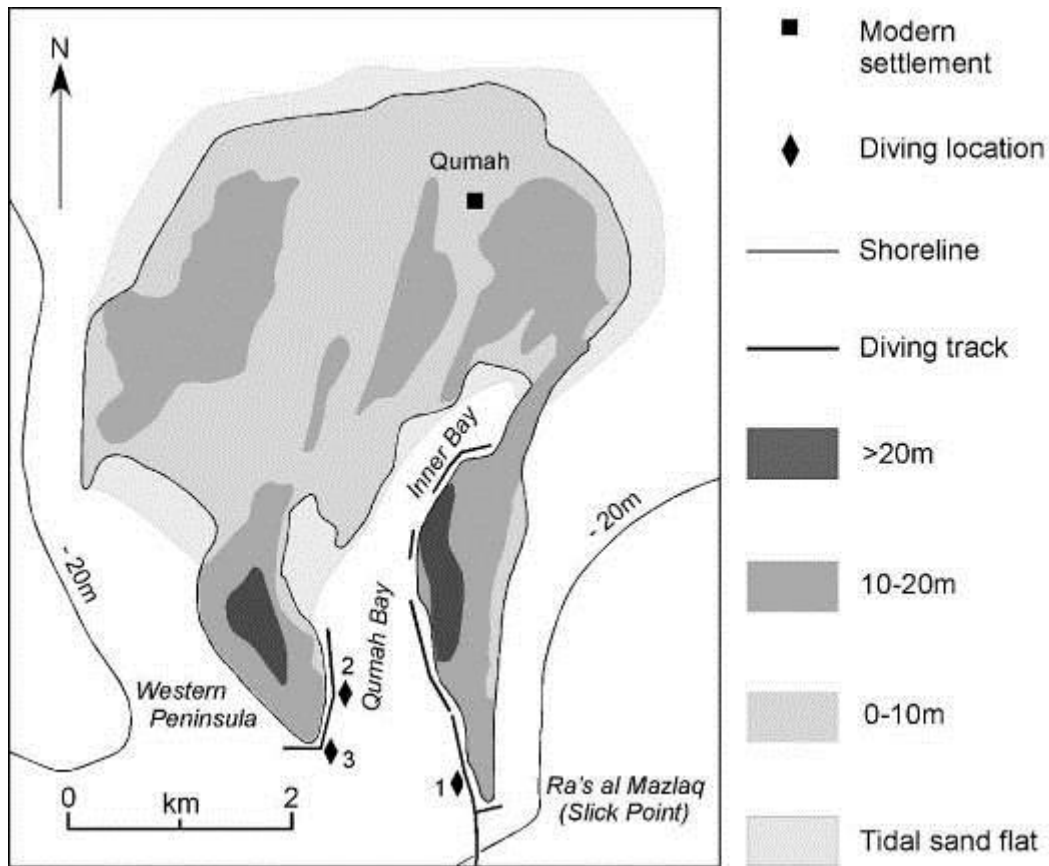 N
Qumah
Inner Bay
- 20m
- 20m
Qumah Bay
2
Western
Peninsula
3
1
Ra's al Mazlaq
(Slick Point)
0
2
km
Modern
settlement
Diving location
Shoreline
Diving track
>20m
10-20m
0-10m
Tidal sand flat